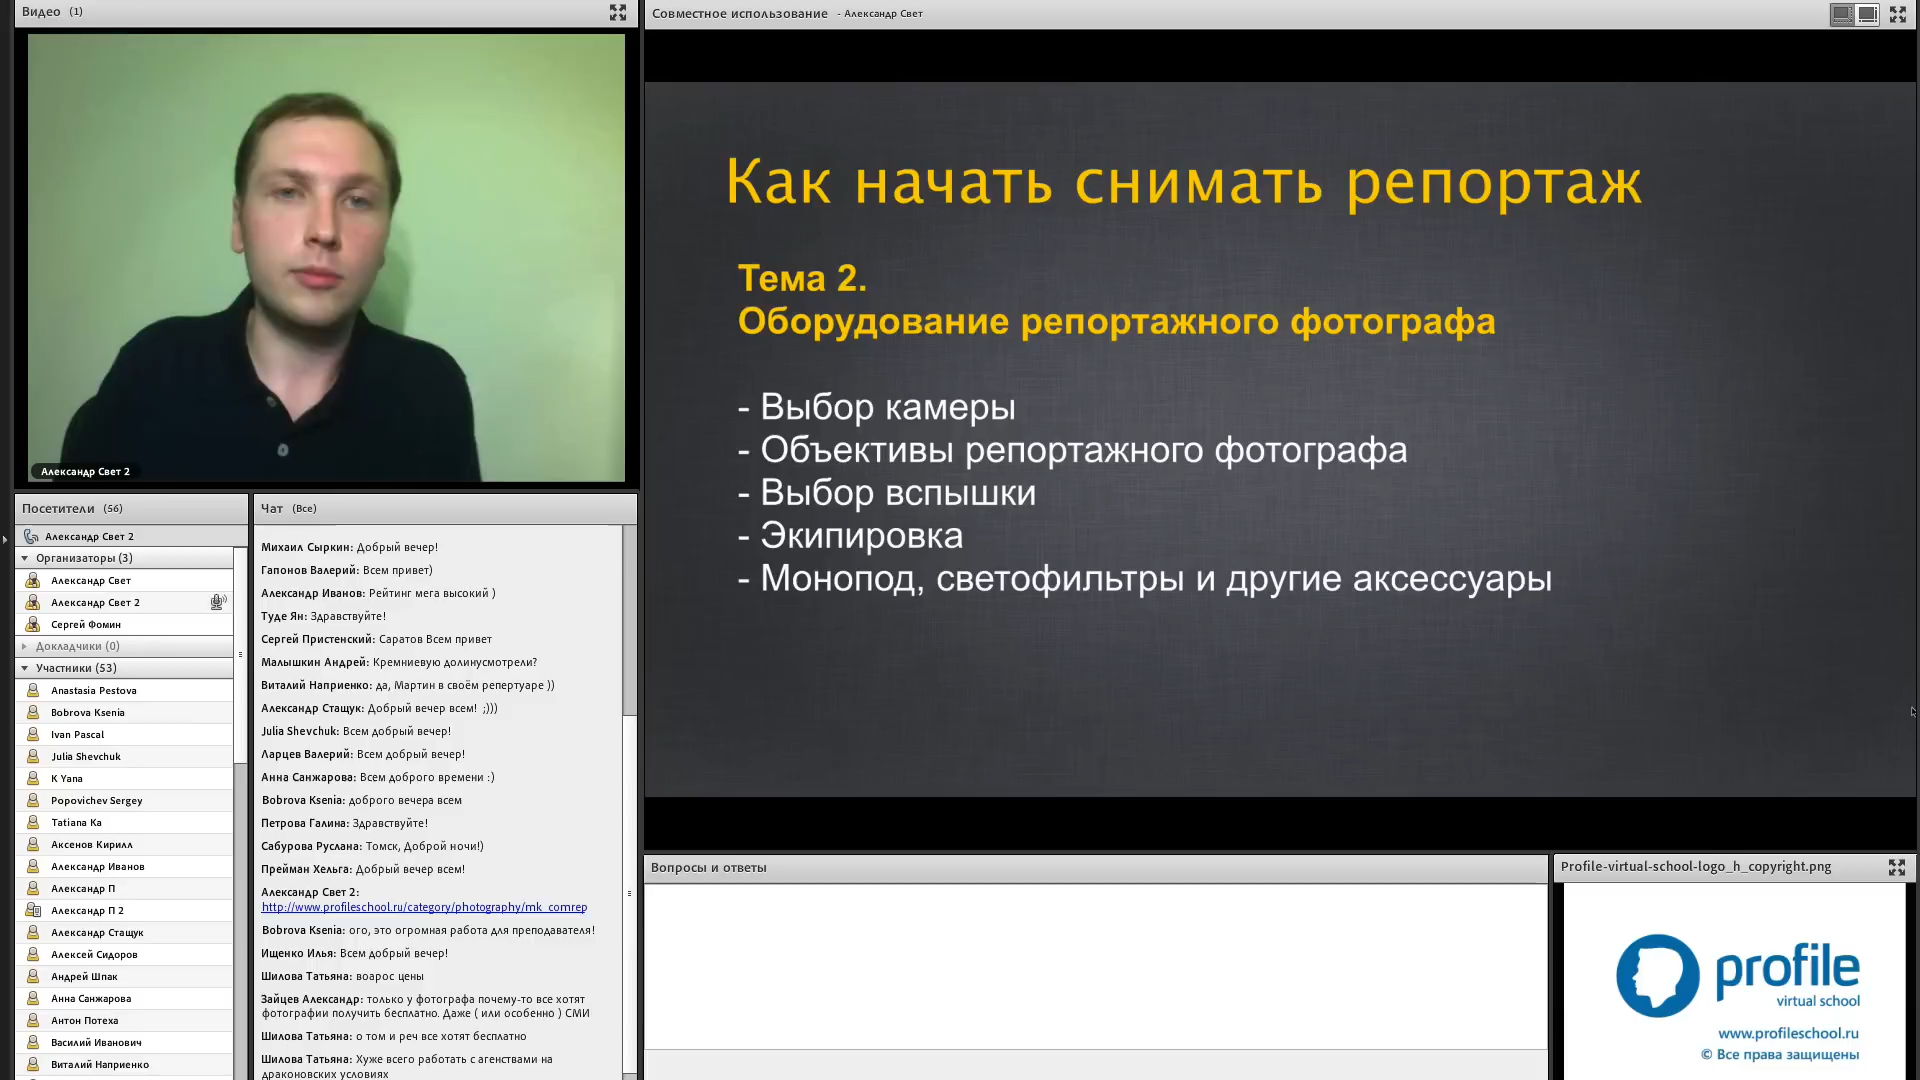 Видео (1)
Александр Свет 2
Совместное использование - Александр Свет
Как начать снимать репортаж
Тема 2.
Оборудование репортажного фотографа
- Выбор камеры
- Объективы репортажного фотографа
- Выбор вспышки
- Экипировка
- Монопод, светофильтры и другие аксессуары
Посетители (56)
Александр Свет 2
Организаторы (3)
Александр Свет
Александр Свет 2
Сергей Фомин
Докладчики (0)
Участники (53)
Anastasia Pestova
Bobrova Ksenia
Ivan Pascal
Julia Shevchuk
K Yana
Popovichev Sergey
Tatiana Ka
Аксенов Кирилл
Александр Иванов
Александр П
Александр П 2
Александр Стащук
Алексей Сидоров
Андрей Шпак
Анна Санжарова
Антон Потеха
Василий Иванович
Виталий Наприенко
Чат (Все)
Михаил Сыркин: Добрый вечер!
Гапонов Валерий: Всем привет)
Александр Иванов: Рейтинг мега высокий )
Туде Ян: Здравствуйте!
Сергей Пристенский: Саратов Всем привет
Малышкин Андрей: Кремниевую долинусмотрели?
Виталий Наприенко: да, Мартин в своём репертуаре ))
Александр Стащук: Добрый вечер всем! ;)))
Julia Shevchuk: Всем добрый вечер!
Ларцев Валерий: Всем добрый вечер!
Анна Санжарова: Всем доброго времени :)
Bobrova Ksenia: доброго вечера всем
Петрова Галина: Здравствуйте!
Сабурова Руслана: Томск, Доброй ночи!)
Прейман Хельга: Добрый вечер всем!
Александр Свет 2:
http://www.profileschool.ru/category/photography/mk_comrep
Bobrova Ksenia: ого, это огромная работа для преподавателя!
Ищенко Илья: Всем добрый вечер!
Шилова Татьяна: воарос цены
Зайцев Александр: только у фотографа почему-то все хотят
фотографии получить бесплатно. Даже ( или особенно ) СМИ
Шилова Татьяна: о том и реч все хотят бесплатно
Шилова Татьяна: Хуже всего работать с агенствами на
драконовских условиях
Вопросы и ответы
Profile-virtual-school-logo_h_copyright.png
profile
virtual school
www.profileschool.ru
© Все права защищены